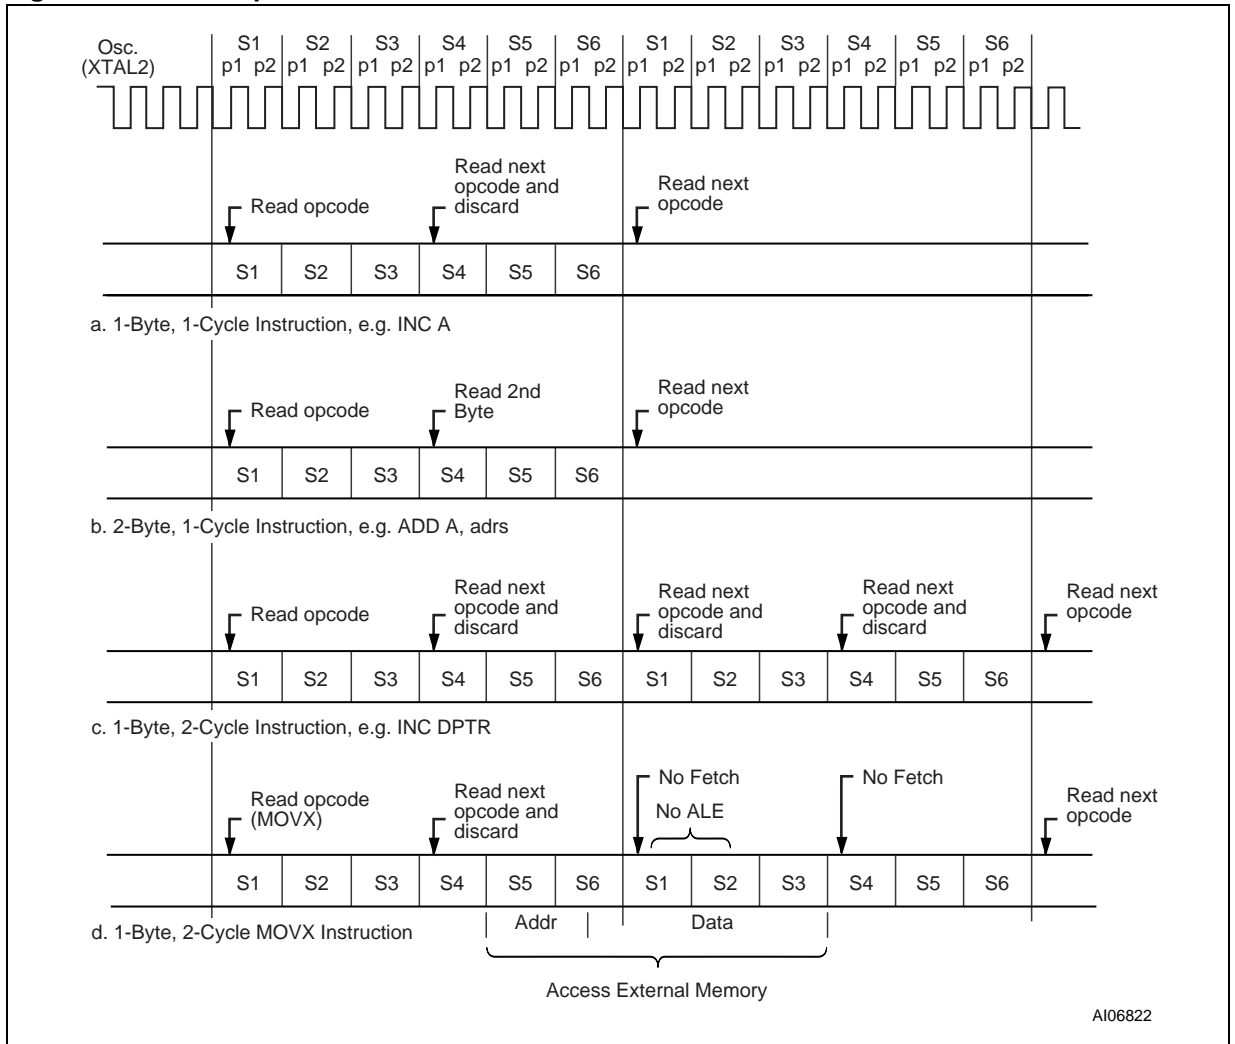 Osc.
(XTAL2)
S1 S2 S3 S4 S5 S6 S1 S2 S3 S4 S5 S6
p1 p2 p1 p2 p1 p2 p1 p2 p1 p2 p1 p2 p1 p2 p1 p2 p1 p2 p1 p2 p1 p2 p1 p2
Read opcode
Read next
opcode and
discard
Read next
opcode
S1 S2 S3 S4 S5 S6
a. 1-Byte, 1-Cycle Instruction, e.g. INC A
Read opcode
Read 2nd
Byte
Read next
opcode
S1 S2 S3 S4 S5 S6
b. 2-Byte, 1-Cycle Instruction, e.g. ADD A, adrs
Read opcode
Read next
opcode and
discard
Read next
opcode and
discard
Read next
opcode and
discard
Read next
opcode
S1 S2 S3 S4 S5 S6 S1 S2 S3 S4 S5 S6
c. 1-Byte, 2-Cycle Instruction, e.g. INC DPTR
Read opcode
(MOVX)
Read next
opcode and
discard
No Fetch
No ALE
No Fetch
Read next
opcode
S1 S2 S3 S4 S5 S6 S1 S2 S3 S4 S5 S6
Addr Data
d. 1-Byte, 2-Cycle MOVX Instruction
Access External Memory
AI06822